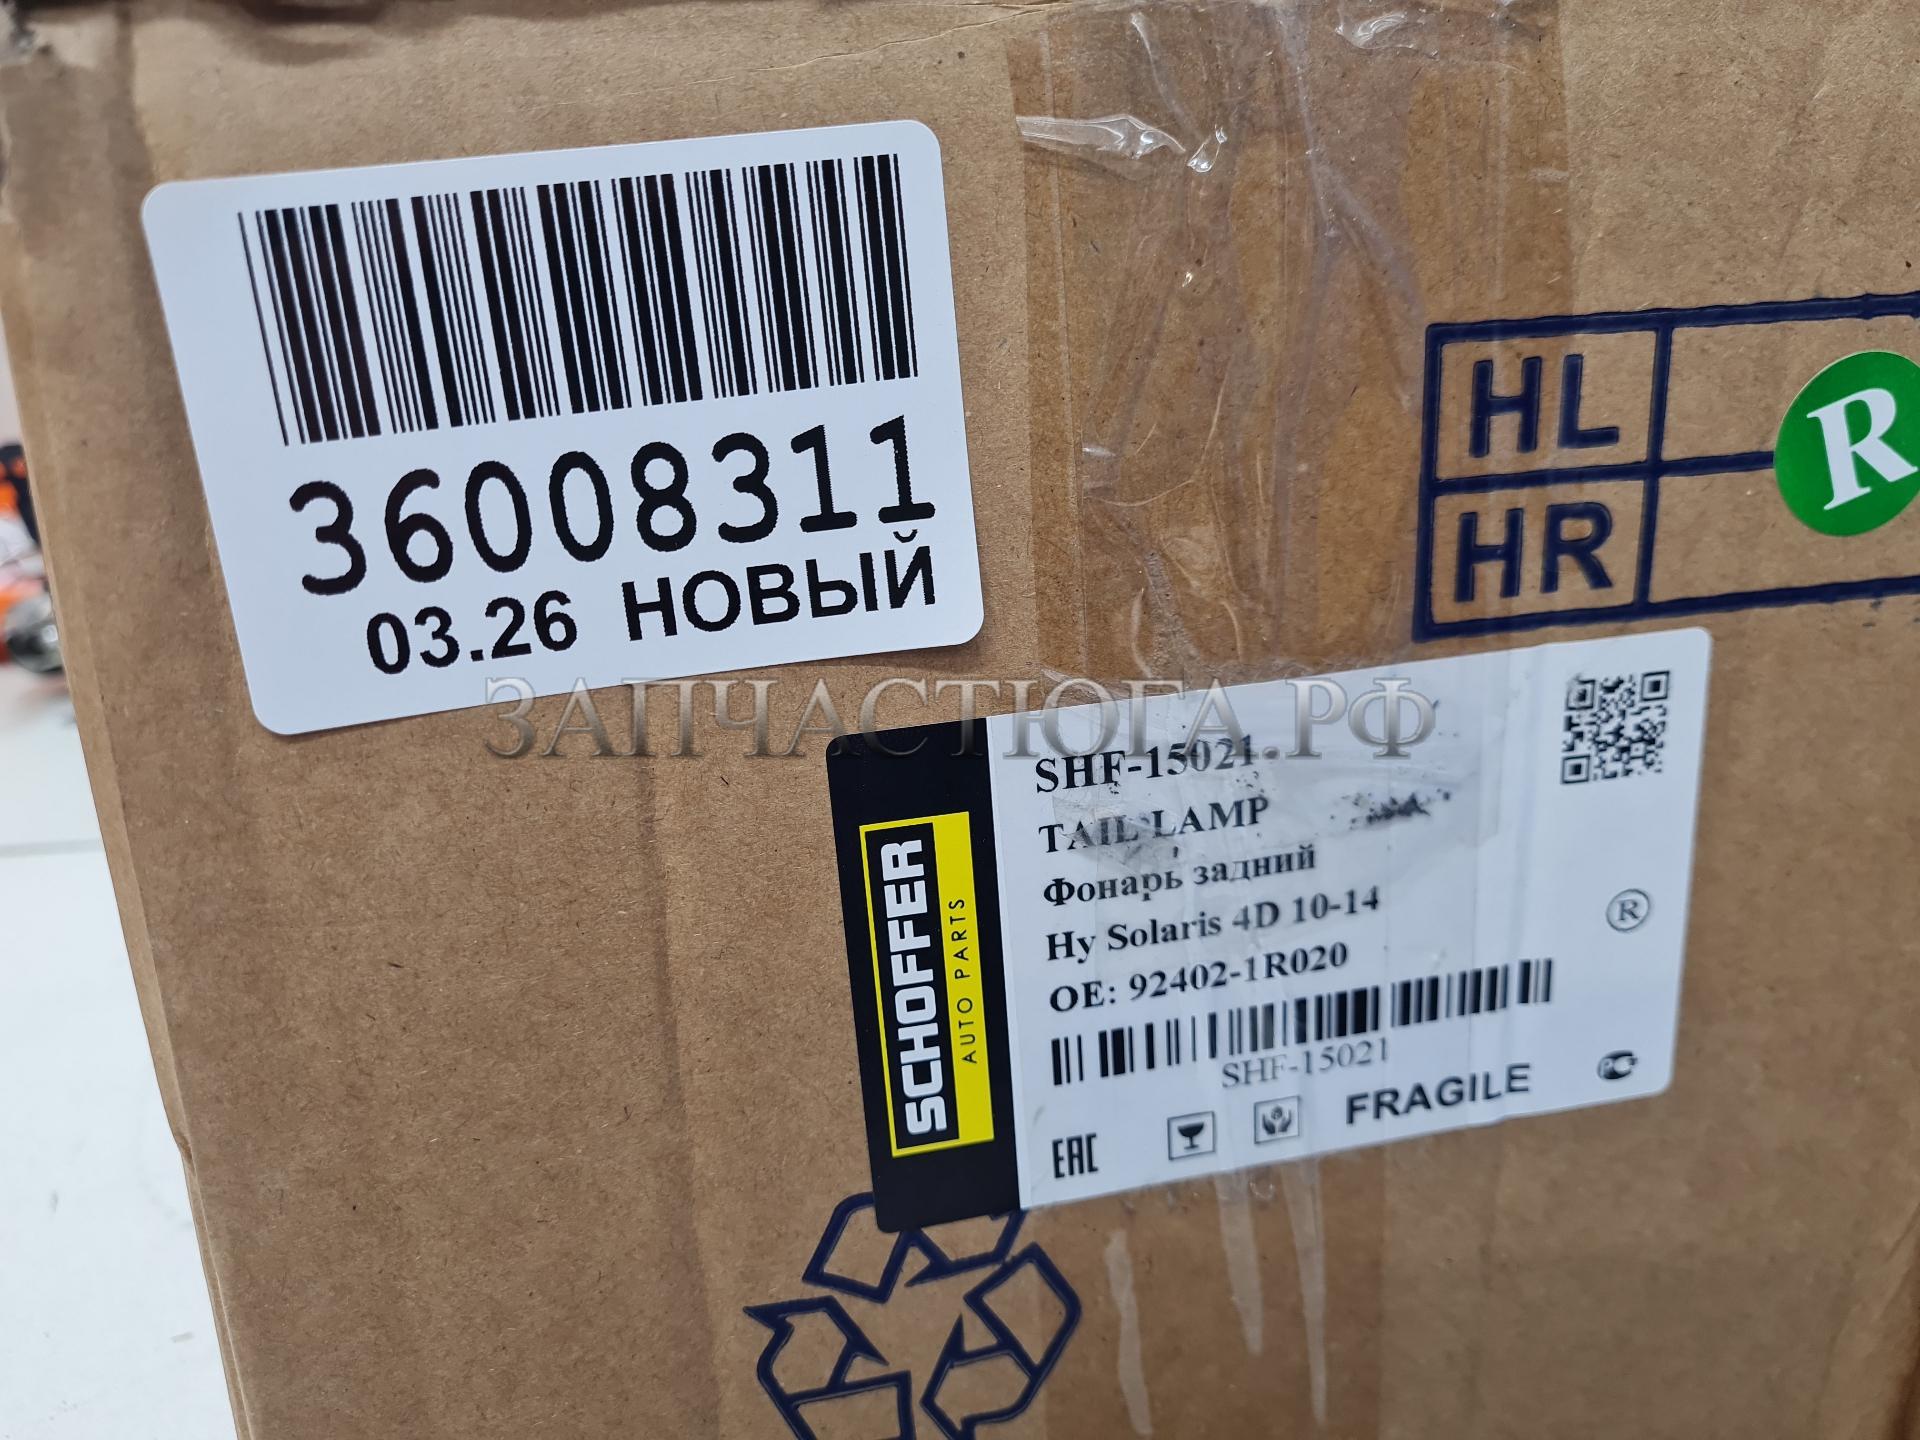 36008311
03.26 НОВЫЙ
HL
HR
R
ЗАПЧАСТЮГА.РФ
SCHOFFER
AUTO PARTS
SHF-15021
TAIL LAMP
Фонарь задний
Hy Solaris 4D 10-14
OE: 92402-1R020
®
SHF-15021
EAC
FRAGILE
РС